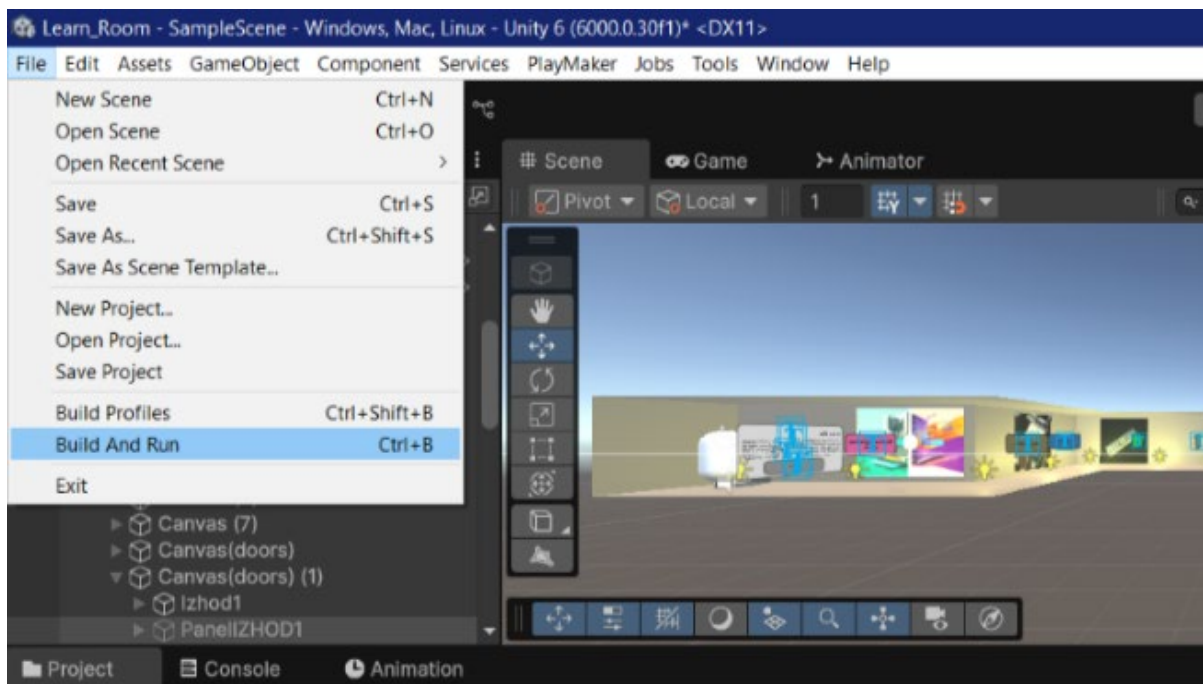 Learn_Room - SampleScene - Windows, Mac, Linux - Unity 6 (6000.0.30f1)* <DX11>
File Edit Assets GameObject Component Services PlayMaker Jobs Tools Window Help
New Scene Ctrl+N
Open Scene Ctrl+O
Open Recent Scene
Save Ctrl+S
Save As... Ctrl+Shift+S
Save As Scene Template...
New Project...
Open Project...
Save Project
Build Profiles Ctrl+Shift+B
Build And Run Ctrl+B
Exit
Scene Game Animator
Pivot Local 1
Canvas (7)
Canvas(doors)
Canvas(doors) (1)
Izhod1
PanelIZHOD1
Project Console Animation